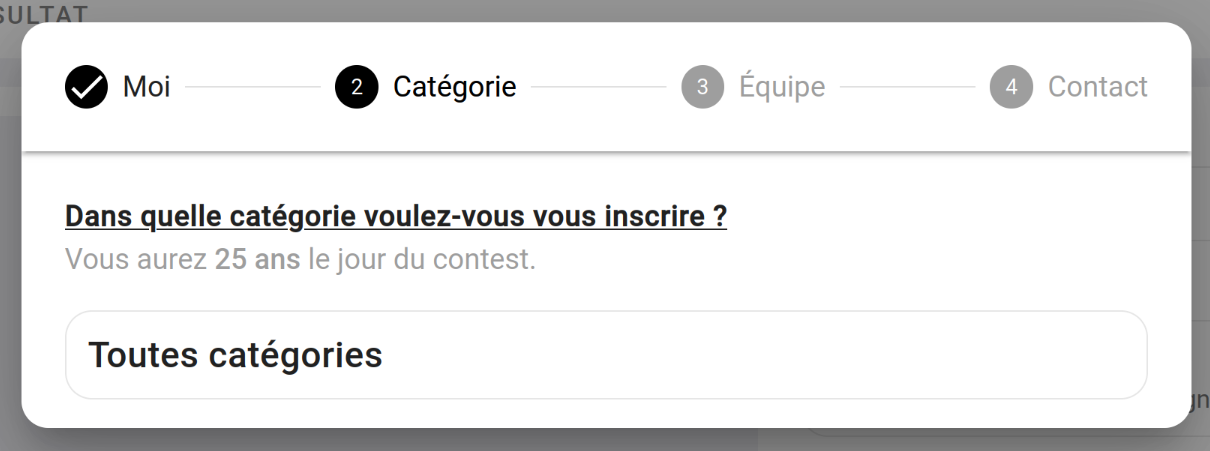 SULTAT
Moi 2 Catégorie 3 Équipe 4 Contact
Dans quelle catégorie voulez-vous vous inscrire ?
Vous aurez 25 ans le jour du contest.
Toutes catégories
gn